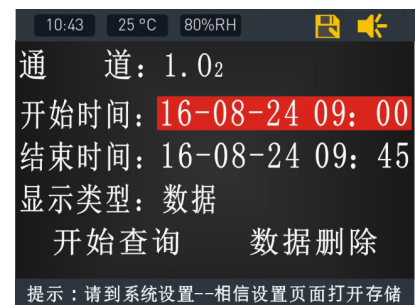 10:43 25°C 80%RH
通 道：1.O₂
开始时间：16-08-24 09：00
结束时间：16-08-24 09：45
显示类型：数据
开始查询 数据删除
提示：请到系统设置--相信设置页面打开存储